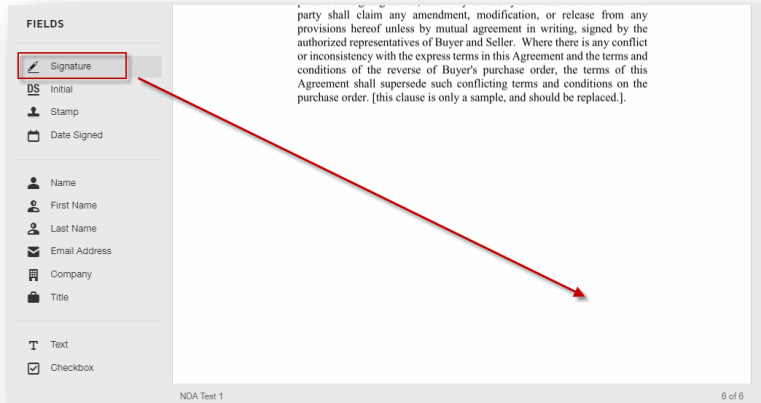 FIELDS
Signature
DS Initial
Stamp
Date Signed
Name
First Name
Last Name
Email Address
Company
Title
T Text
Checkbox
party shall claim any amendment, modification, or release from any
provisions hereof unless by mutual agreement in writing, signed by the
authorized representatives of Buyer and Seller. Where there is any conflict
or inconsistency with the express terms in this Agreement and the terms and
conditions of the reverse of Buyer's purchase order, the terms of this
Agreement shall supersede such conflicting terms and conditions on the
purchase order. [this clause is only a sample, and should be replaced.].
NDA Test 1
6 of 6